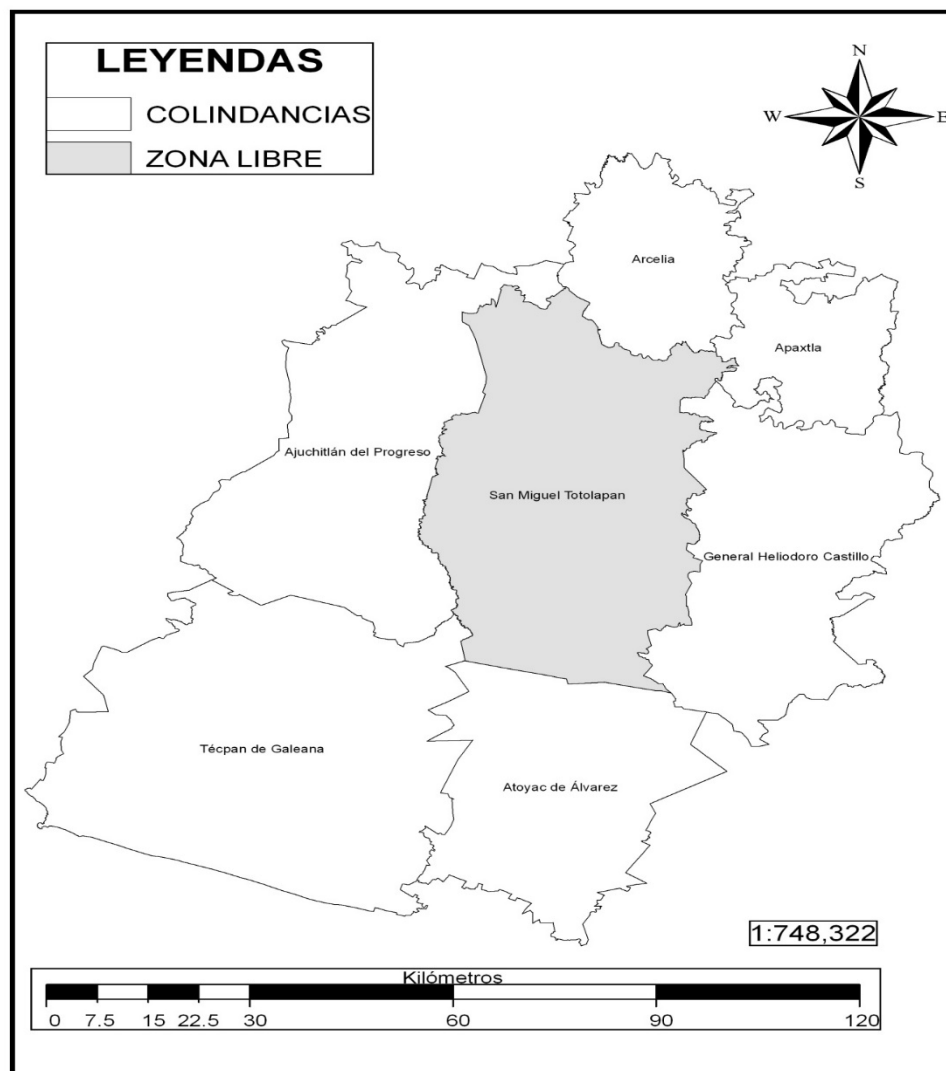 LEYENDAS
COLINDANCIAS
ZONA LIBRE
N
W
E
S
Arcelia
Apaxtla
Ajuchitlán del Progreso
San Miguel Totolapan
General Heliodoro Castillo
Técpan de Galeana
Atoyac de Álvarez
1:748,322
Kilómetros
0 7.5 15 22.5 30 60 90 120